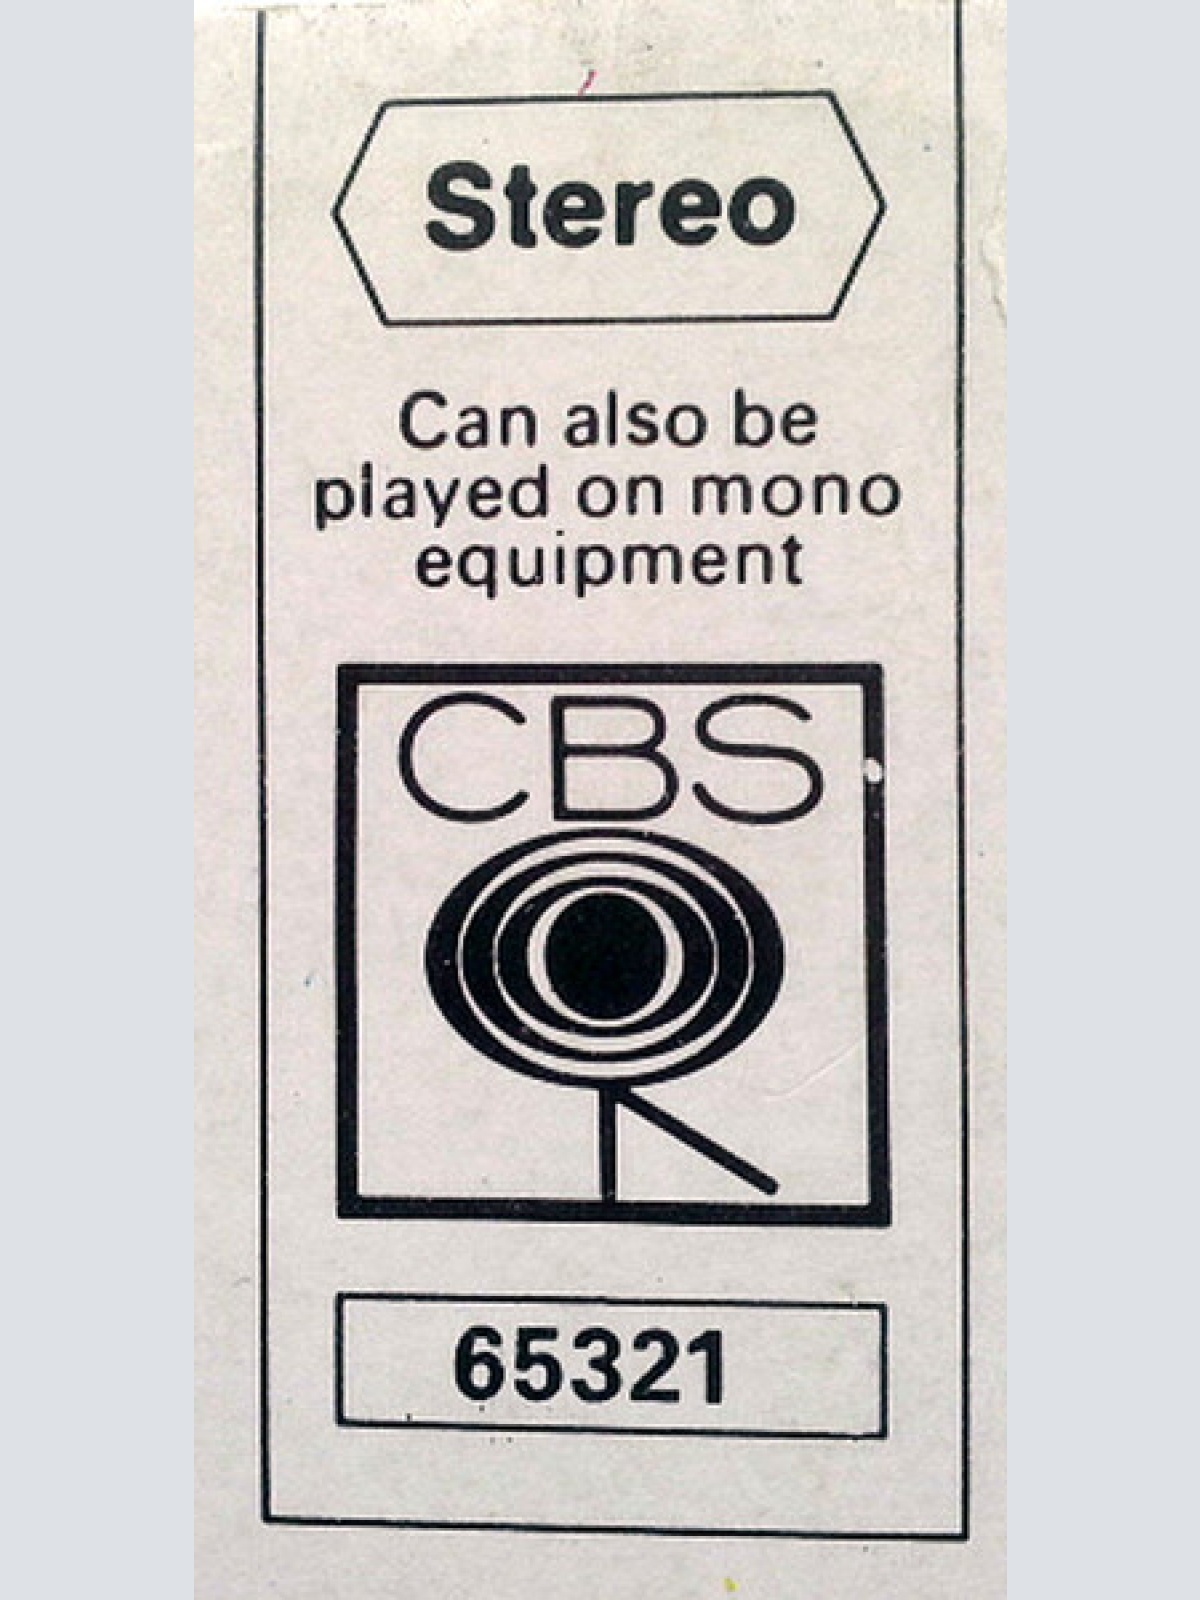 Stereo
Can also be
played on mono
equipment
CBS
65321